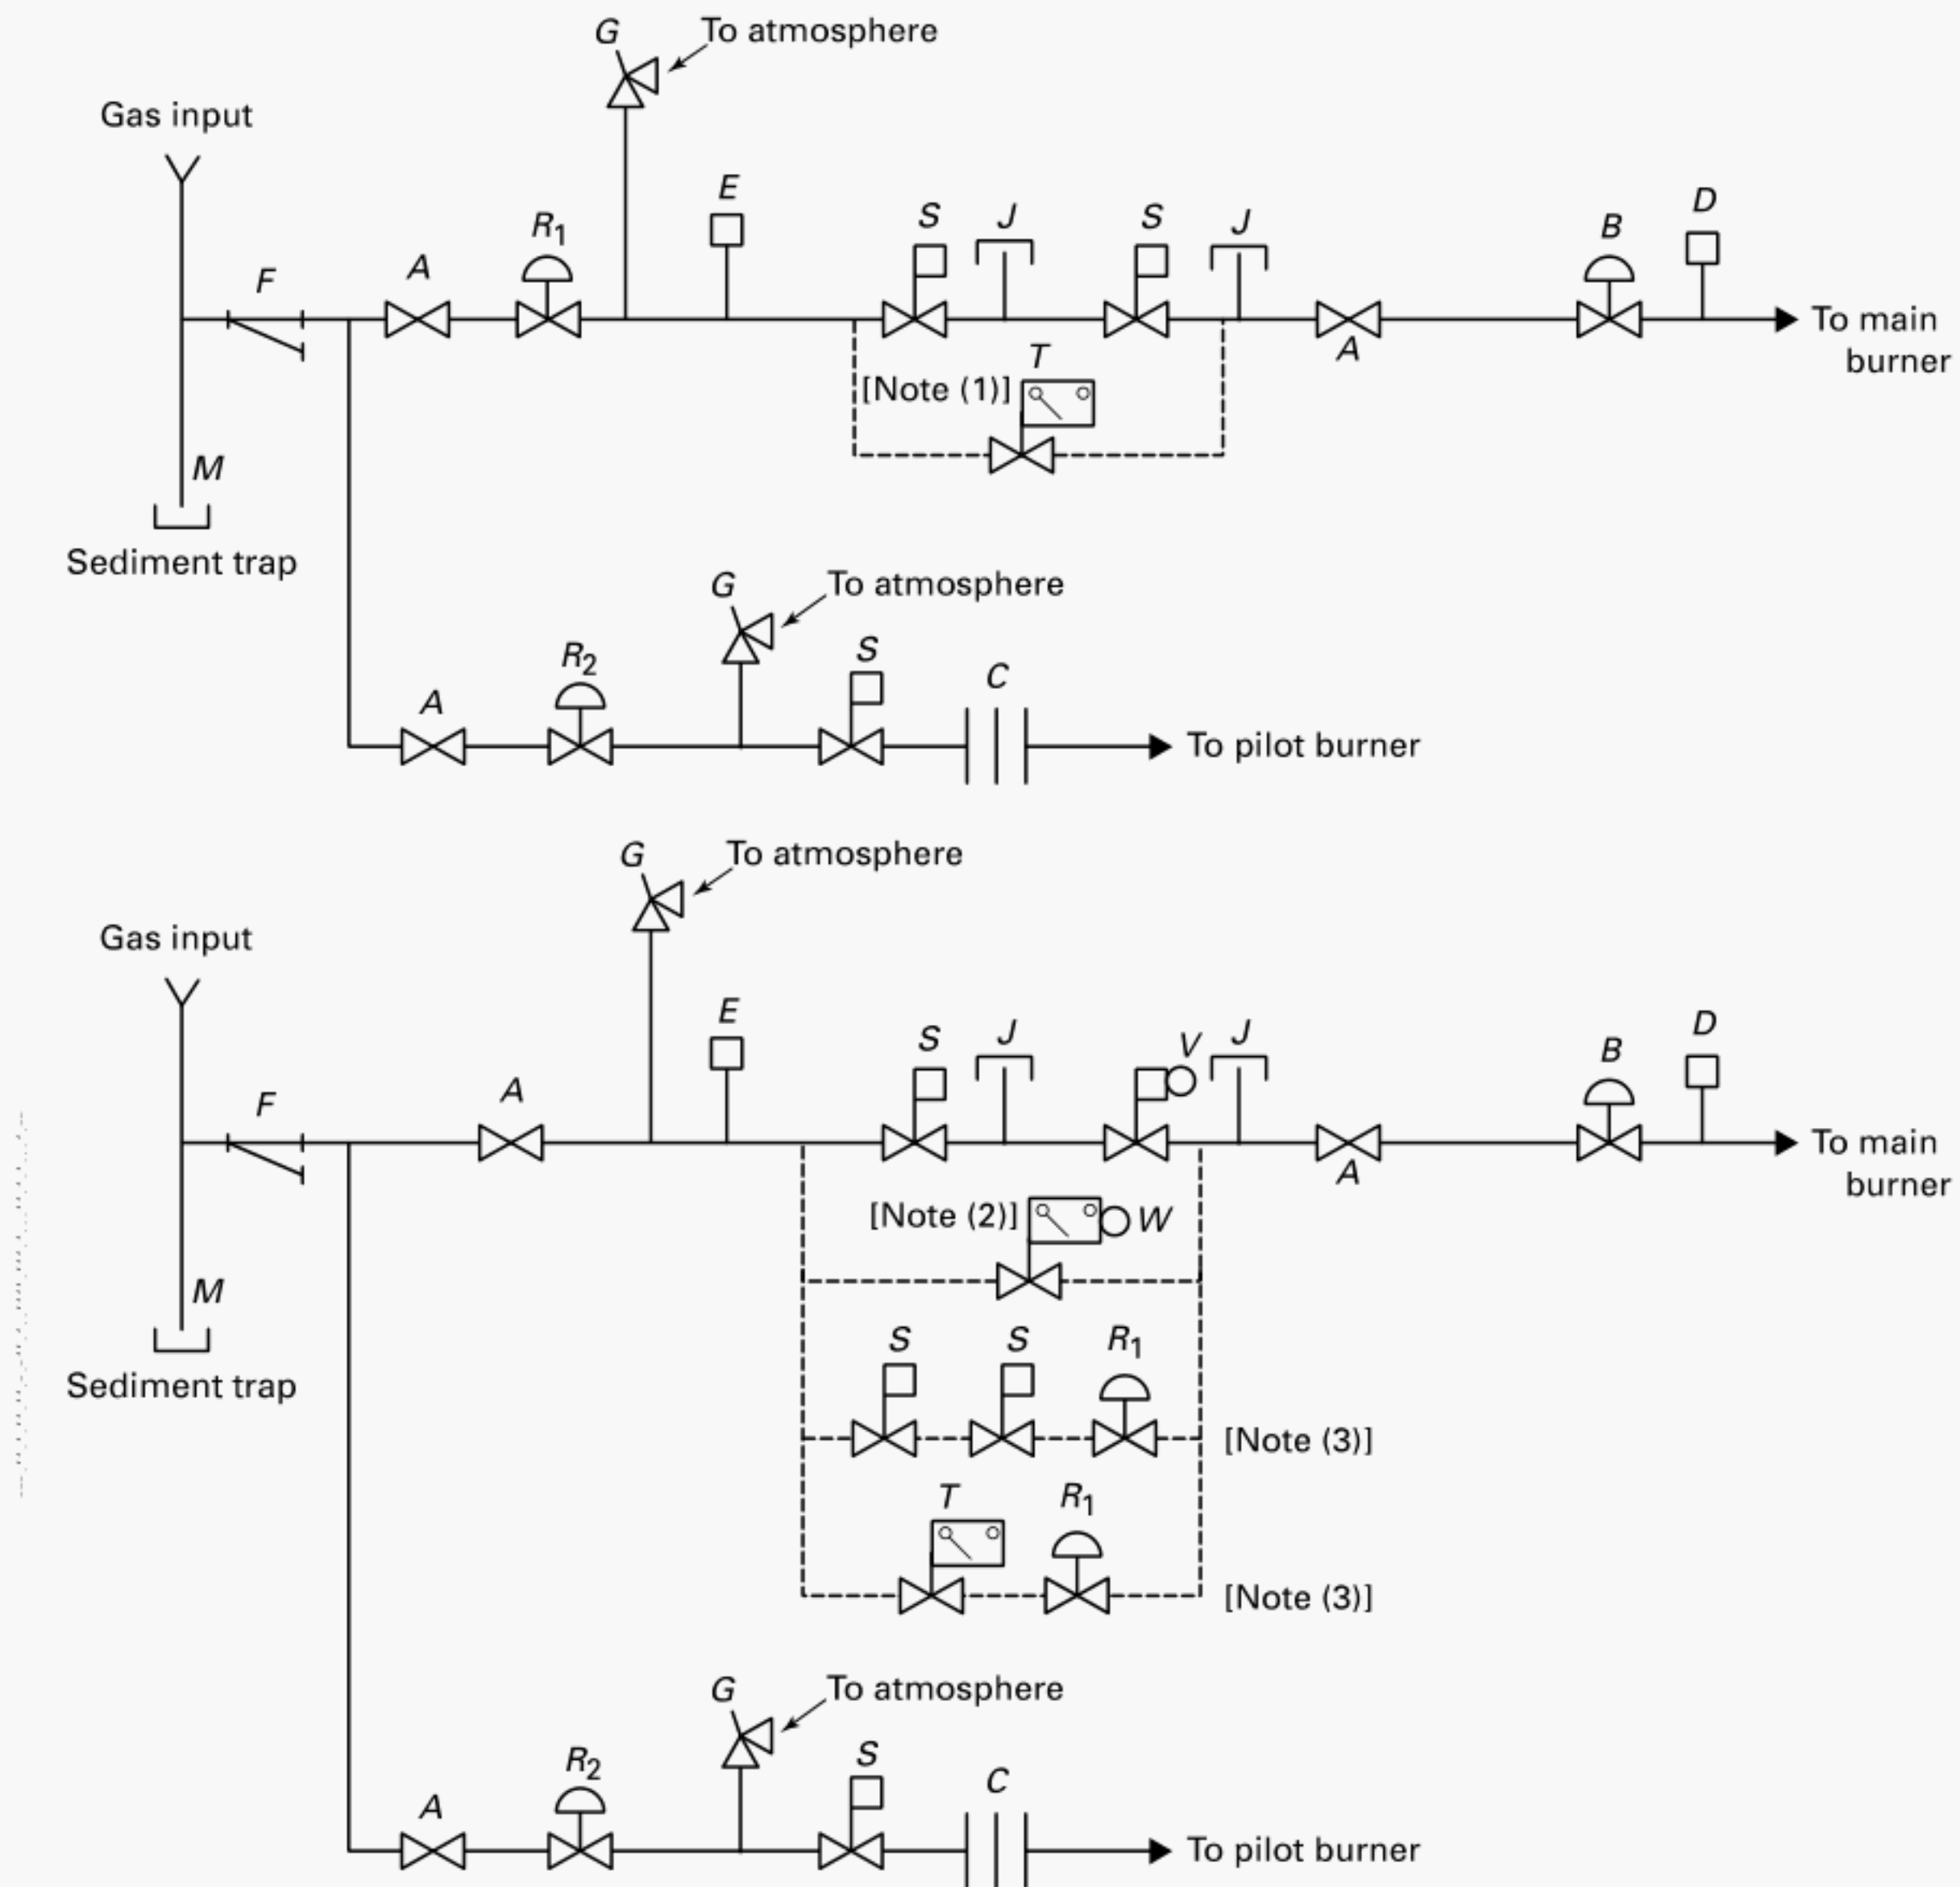 G
To atmosphere
Gas input
E
S
J
S
J
D
R1
B
F
A
To main
burner
A
T
[Note (1)]
M
Sediment trap
G
To atmosphere
R2
S
C
A
To pilot burner
G
To atmosphere
Gas input
E
S
J
V
J
D
B
F
A
To main
burner
A
[Note (2)]
W
M
S
S
R1
Sediment trap
[Note (3)]
T
R1
[Note (3)]
G
To atmosphere
R2
S
C
A
To pilot burner